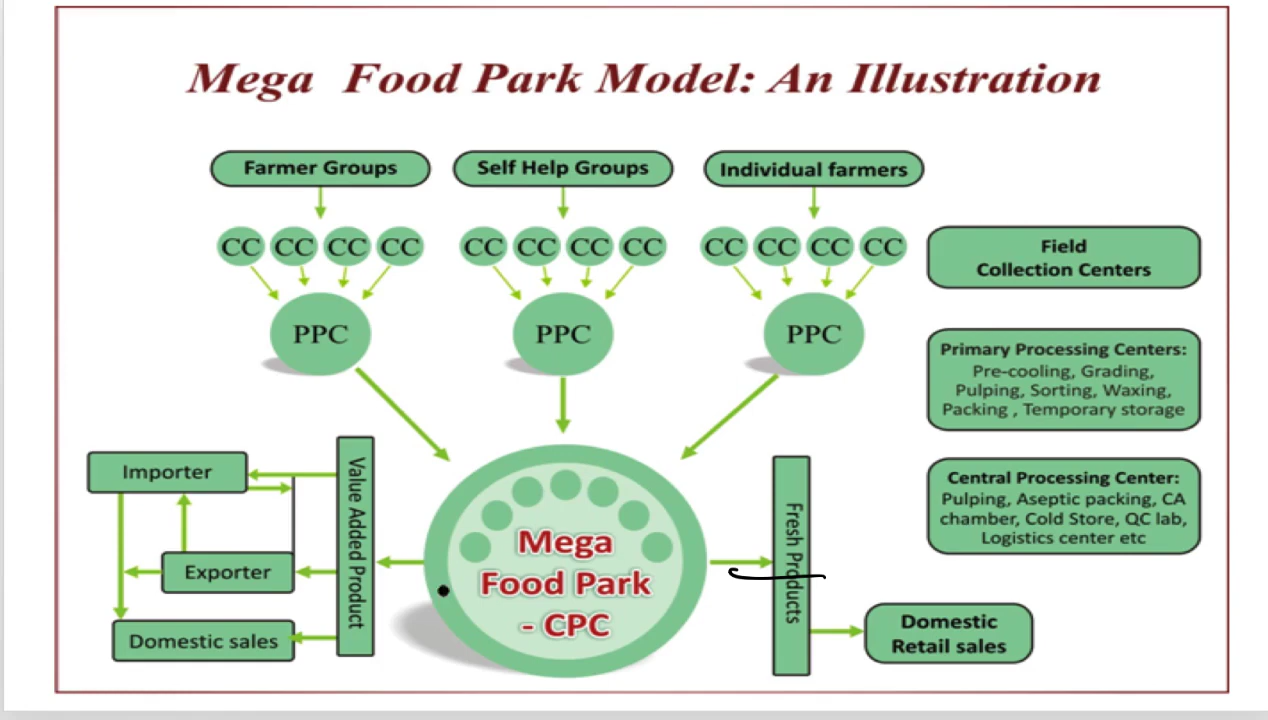 Mega Food Park Model: An Illustration
Farmer Groups
Self Help Groups
Individual farmers
CC CC CC CC
CC CC CC CC
CC CC CC CC
Field
Collection Centers
PPC
PPC
PPC
Primary Processing Centers:
Pre-cooling, Grading,
Pulping, Sorting, Waxing,
Packing , Temporary storage
Importer
Exporter
Domestic sales
Value Added Product
Mega
Food Park
- CPC
Fresh Products
Central Processing Center:
Pulping, Aseptic packing, CA
chamber, Cold Store, QC lab,
Logistics center etc
Domestic
Retail sales